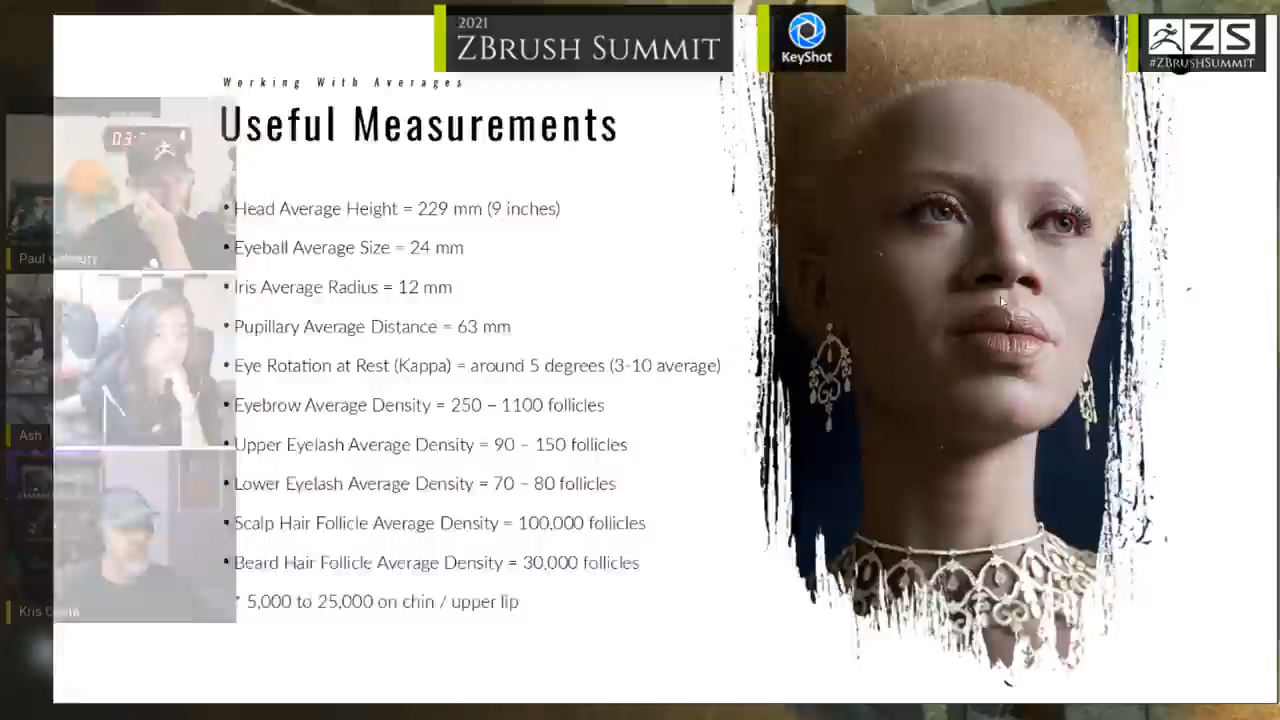 2021
ZBRUSH SUMMIT
KeyShot
ZS
#ZBRUSHSUMMIT
Working With Averages
Useful Measurements
03:
• Head Average Height = 229 mm (9 inches)
• Eyeball Average Size = 24 mm
Paul
• Iris Average Radius = 12 mm
• Pupillary Average Distance = 63 mm
• Eye Rotation at Rest (Kappa) = around 5 degrees (3-10 average)
• Eyebrow Average Density = 250 – 1100 follicles
Ash
• Upper Eyelash Average Density = 90 – 150 follicles
• Lower Eyelash Average Density = 70 – 80 follicles
• Scalp Hair Follicle Average Density = 100,000 follicles
• Beard Hair Follicle Average Density = 30,000 follicles
* 5,000 to 25,000 on chin / upper lip
Kris